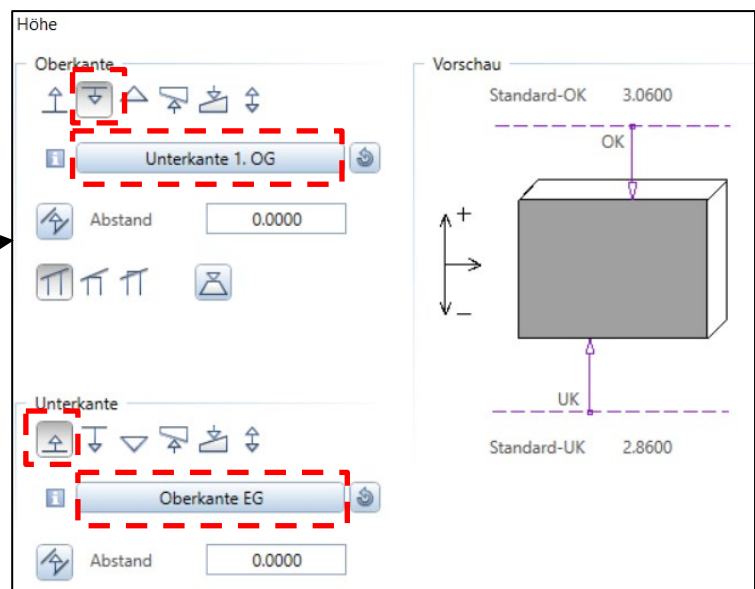 Höhe
Oberkante
Unterkante 1. OG
Abstand 0.0000
Unterkante
Oberkante EG
Abstand 0.0000
Vorschau
Standard-OK 3.0600
OK
+
−
UK
Standard-UK 2.8600